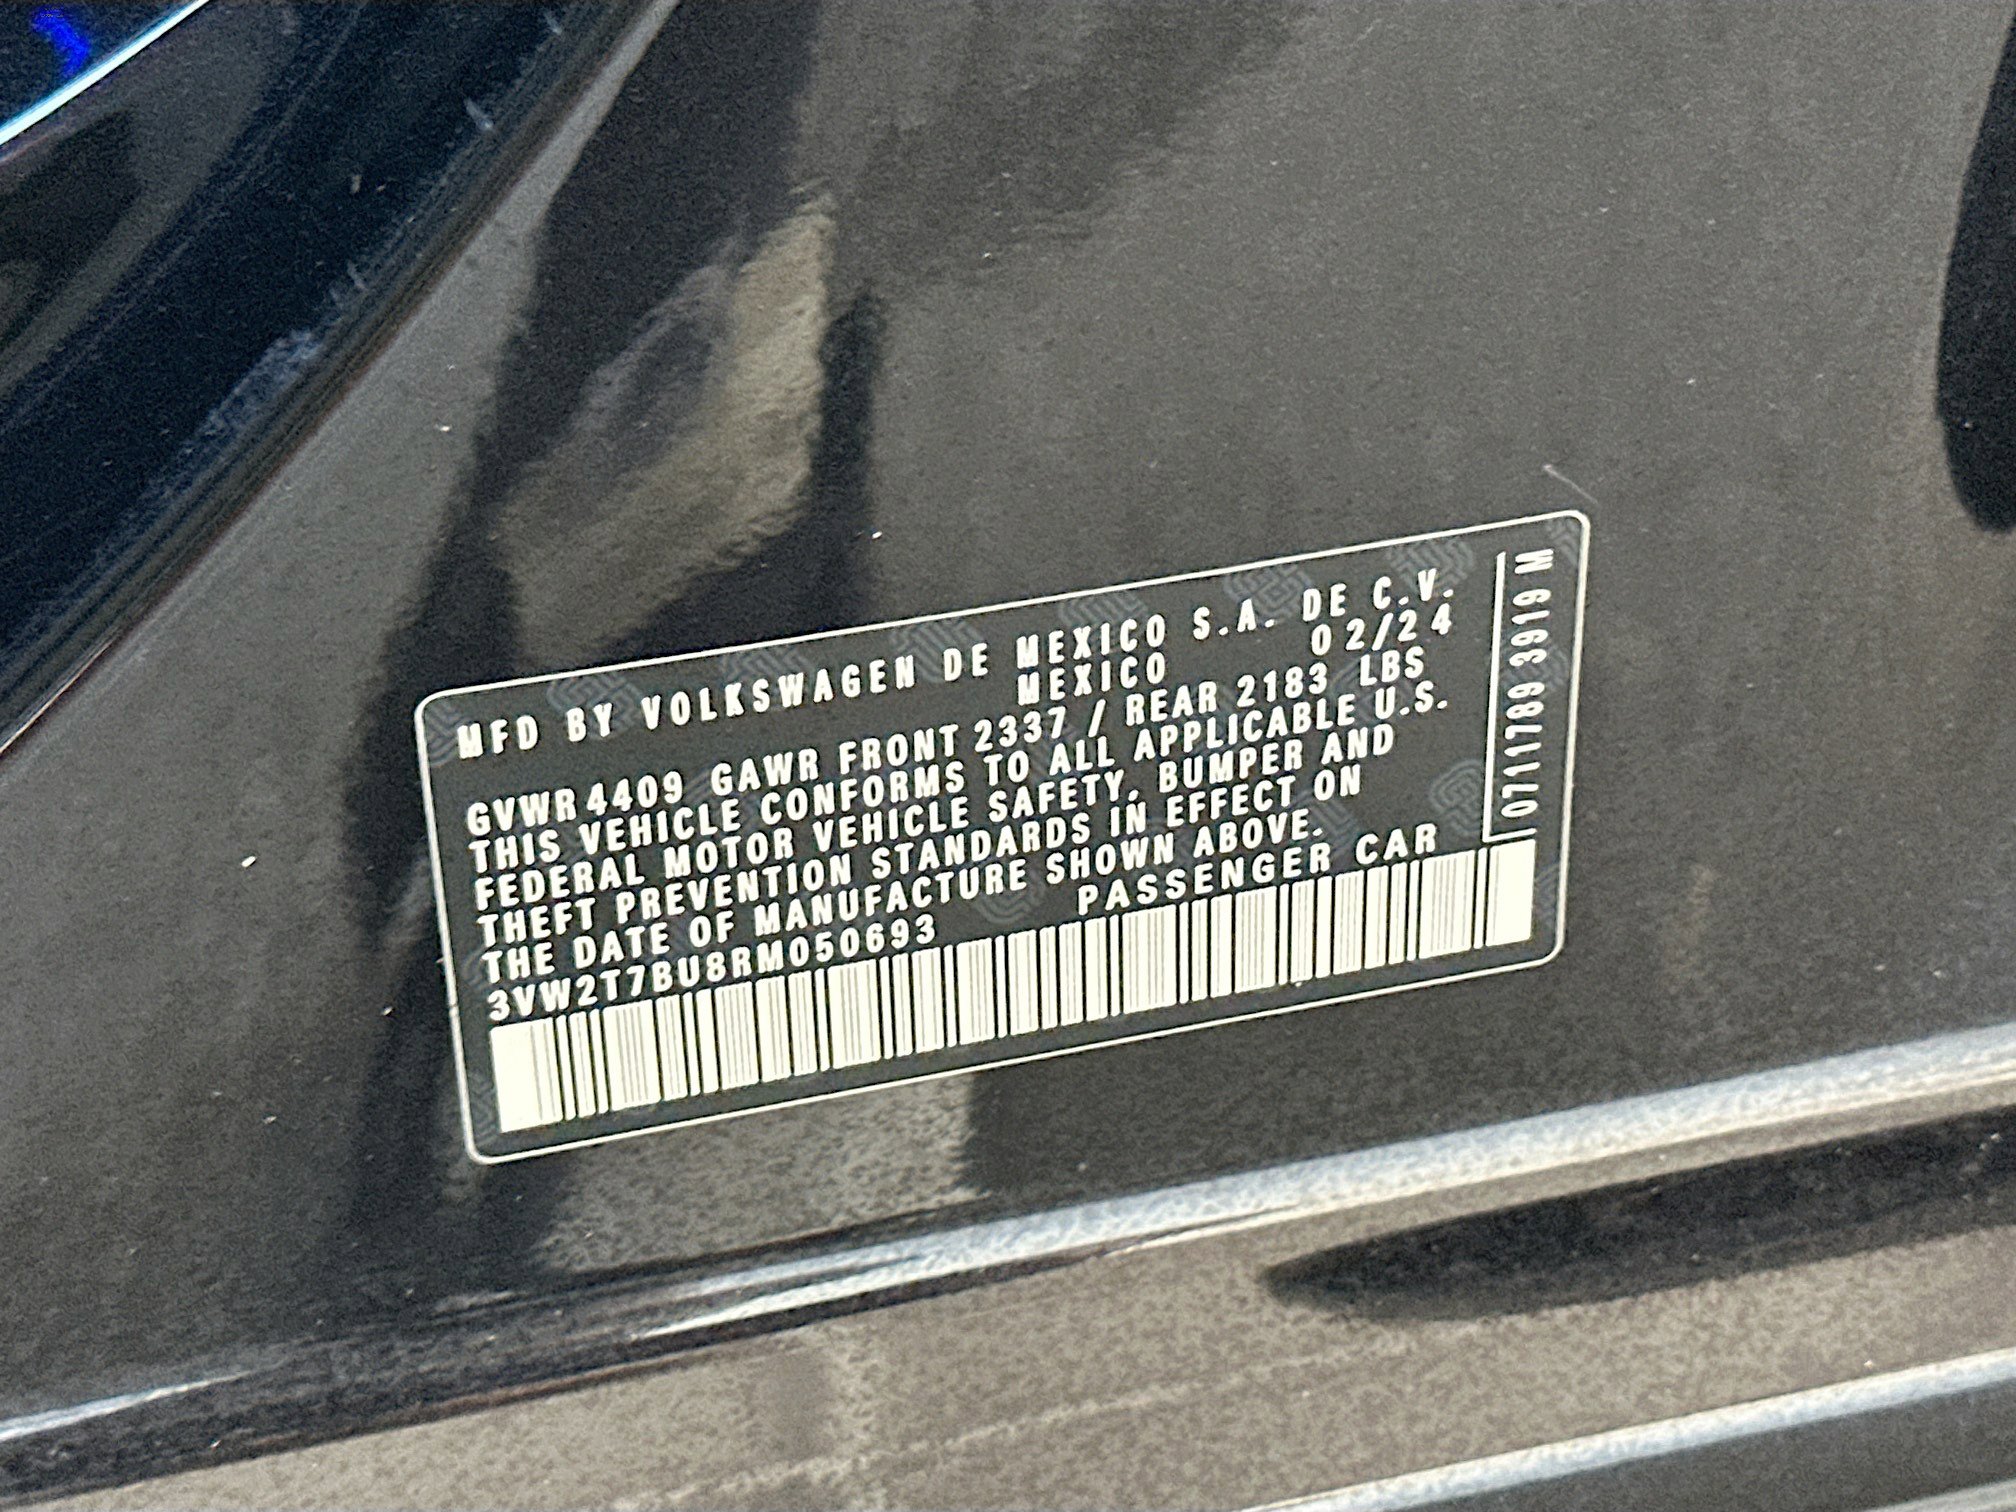 MFD BY VOLKSWAGEN DE MEXICO S.A. DE C.V.
MEXICO 02/24
GVWR 4409 GAWR FRONT 2337 / REAR 2183 LBS
THIS VEHICLE CONFORMS TO ALL APPLICABLE U.S.
FEDERAL MOTOR VEHICLE SAFETY, BUMPER AND
THEFT PREVENTION STANDARDS IN EFFECT ON
THE DATE OF MANUFACTURE SHOWN ABOVE.
3VW2T7BU8RM050693 PASSENGER CAR
0711789 3919 N